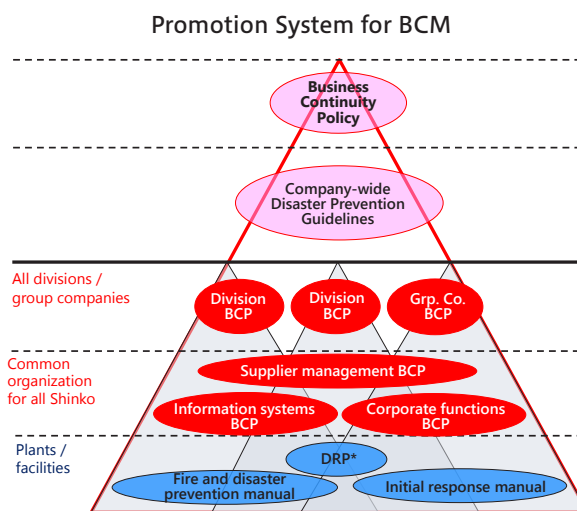 Promotion System for BCM
Business
Continuity
Policy
Company-wide
Disaster Prevention
Guidelines
All divisions /
group companies
Division
BCP
Division
BCP
Grp. Co.
BCP
Common
organization
for all Shinko
Supplier management BCP
Information systems
BCP
Corporate functions
BCP
Plants /
facilities
DRP*
Fire and disaster
prevention manual
Initial response manual